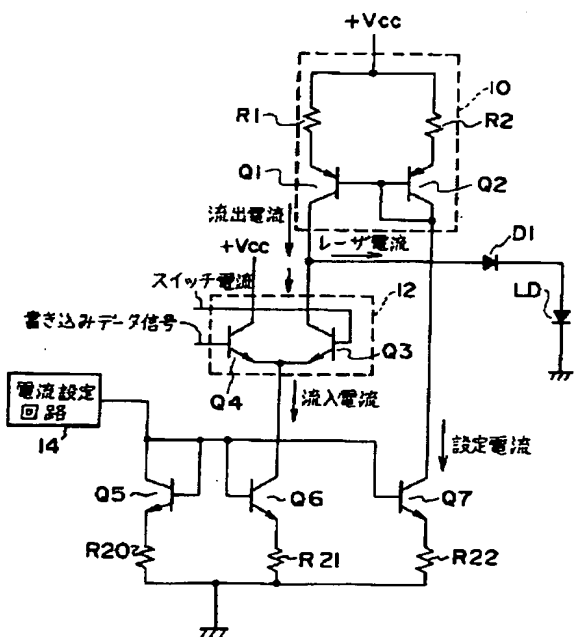 +Vcc
10
R1
R2
Q1
Q2
流出電流
+Vcc
レーザ電流
D1
スイッチ電流
12
LD
書き込みデータ信号
Q3
Q4
流入電流
電流設定
回路
14
設定電流
Q5
Q6
Q7
R20
R21
R22